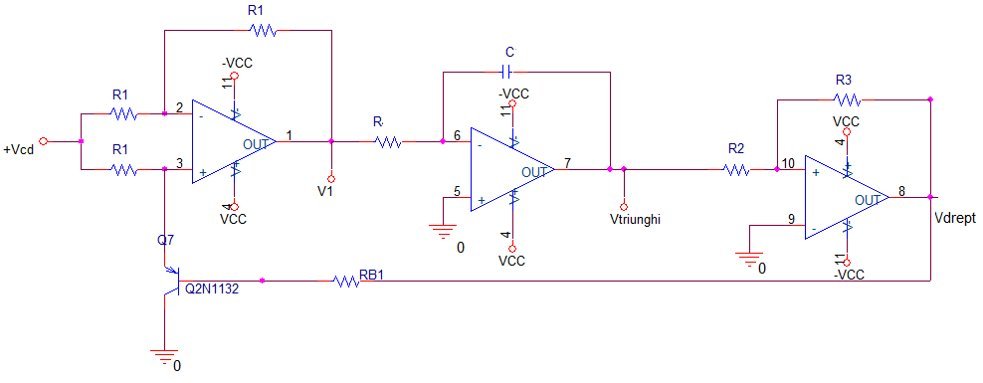 R1
C
-VCC
11
R3
-VCC
11
R1
2
-
V-
OUT
1
R
6
-
V-
OUT
7
R2
10
+
VCC
4
V+
OUT
8
+Vcd
R1
3
+
V+
4
VCC
V1
5
+
V+
4
VCC
0
Vtriunghi
9
-
V-
11
-VCC
0
Vdrept
Q7
Q2N1132
RB1
0